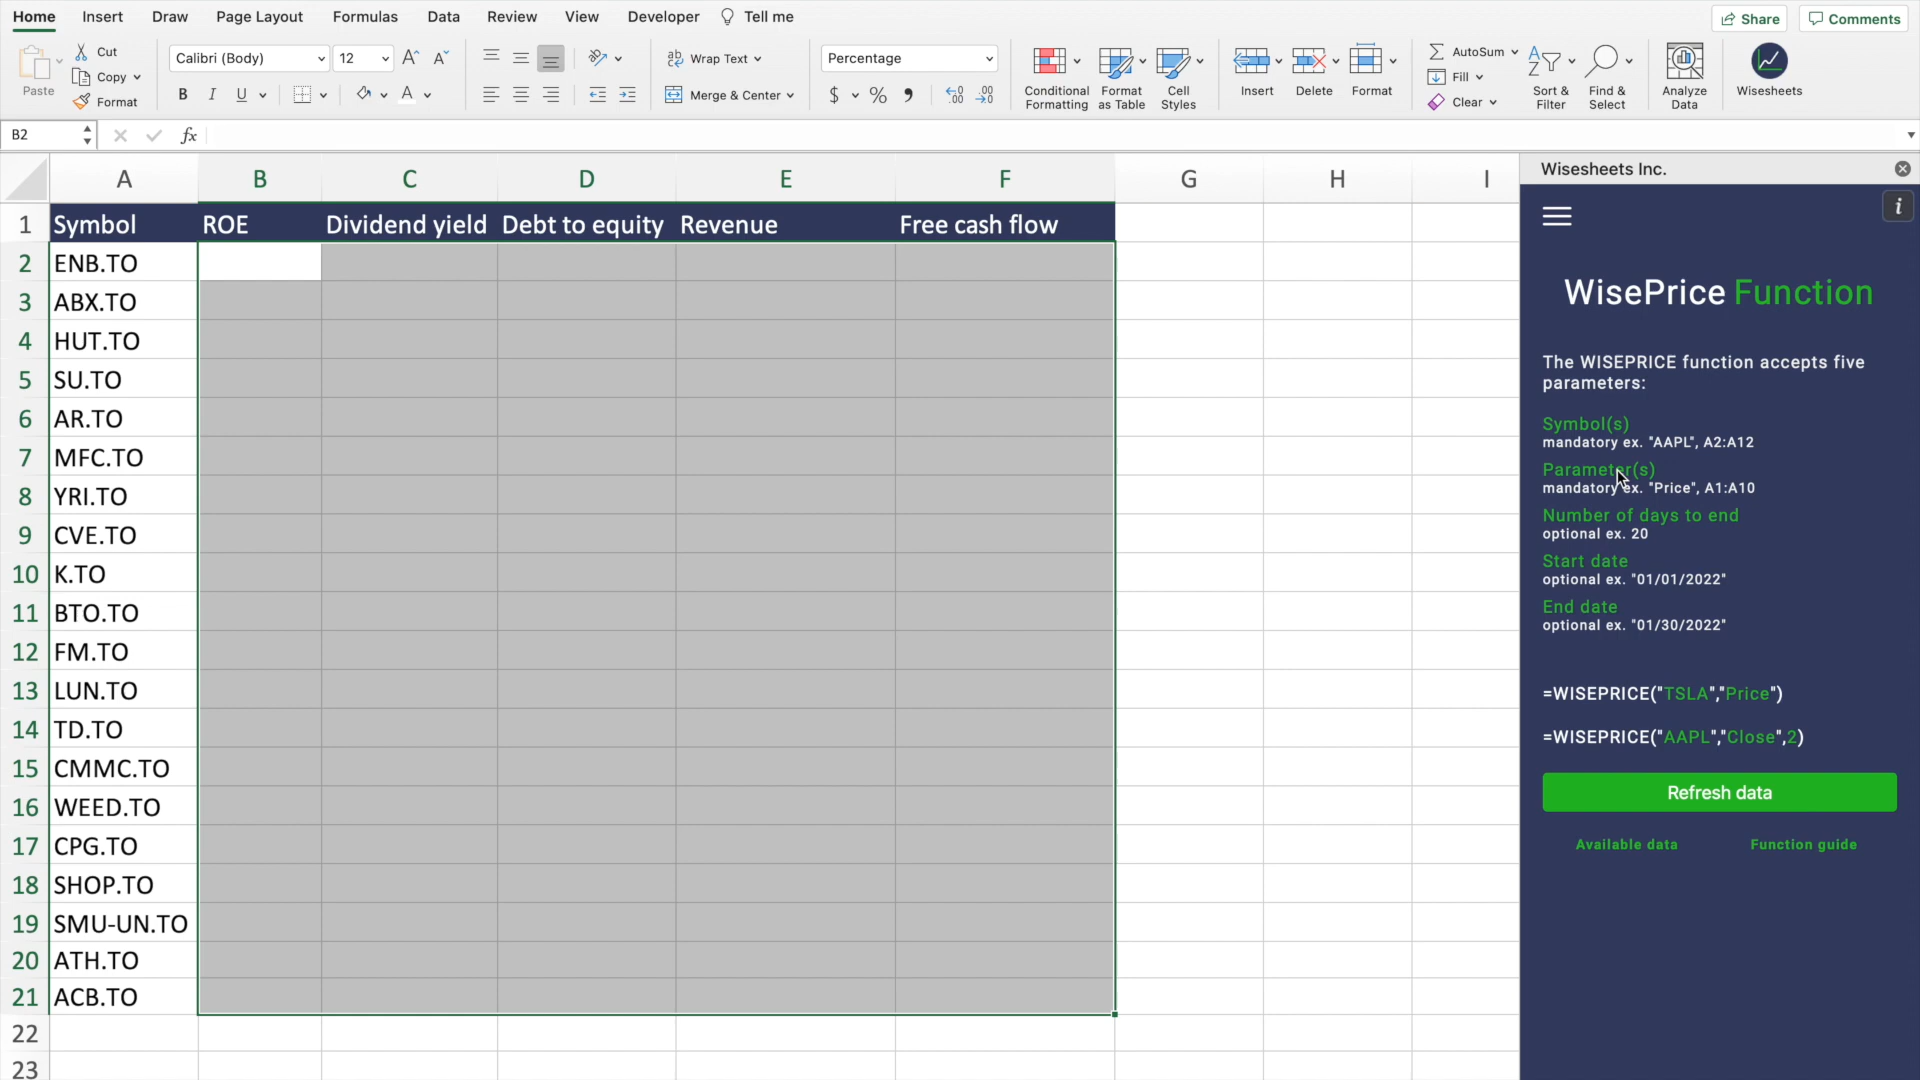 Home Insert Draw Page Layout Formulas Data Review View Developer Tell me Share Comments
Paste Cut Copy Format
Calibri (Body) 12
B I U A
Wrap Text
Merge & Center
Percentage
$ %
Conditional Formatting
Format as Table
Cell Styles
Insert Delete Format
AutoSum
Fill
Clear
Sort & Filter
Find & Select
Analyze Data
Wisesheets
B2 fx
A B C D E F G H I
1 Symbol ROE Dividend yield Debt to equity Revenue Free cash flow
2 ENB.TO
3 ABX.TO
4 HUT.TO
5 SU.TO
6 AR.TO
7 MFC.TO
8 YRI.TO
9 CVE.TO
10 K.TO
11 BTO.TO
12 FM.TO
13 LUN.TO
14 TD.TO
15 CMMC.TO
16 WEED.TO
17 CPG.TO
18 SHOP.TO
19 SMU-UN.TO
20 ATH.TO
21 ACB.TO
22
23
Wisesheets Inc.
i
WisePrice Function
The WISEPRICE function accepts five
parameters:
Symbol(s)
mandatory ex. "AAPL", A2:A12
Parameter(s)
mandatory ex. "Price", A1:A10
Number of days to end
optional ex. 20
Start date
optional ex. "01/01/2022"
End date
optional ex. "01/30/2022"
=WISEPRICE("TSLA","Price")
=WISEPRICE("AAPL","Close",2)
Refresh data
Available data Function guide